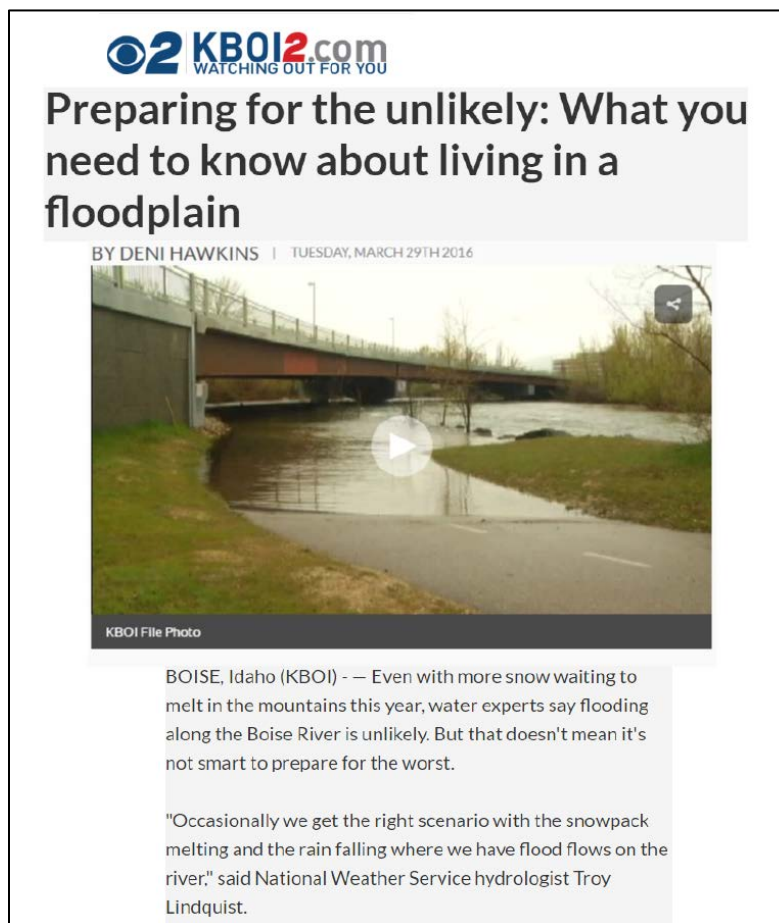 2 KBOI2.com
WATCHING OUT FOR YOU
Preparing for the unlikely: What you
need to know about living in a
floodplain
BY DENI HAWKINS | TUESDAY, MARCH 29TH 2016
KBOI File Photo
BOISE, Idaho (KBOI) - — Even with more snow waiting to
melt in the mountains this year, water experts say flooding
along the Boise River is unlikely. But that doesn't mean it's
not smart to prepare for the worst.
"Occasionally we get the right scenario with the snowpack
melting and the rain falling where we have flood flows on the
river," said National Weather Service hydrologist Troy
Lindquist.